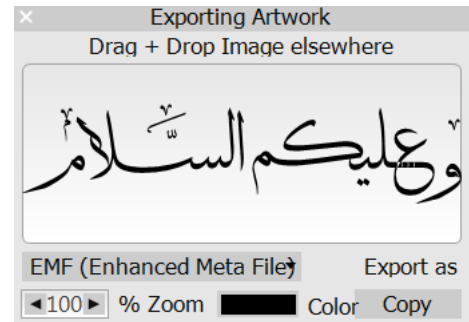 × Exporting Artwork
Drag + Drop Image elsewhere
وعليكم السلام
EMF (Enhanced Meta File) Export as
◄ 100 ► % Zoom Color Copy